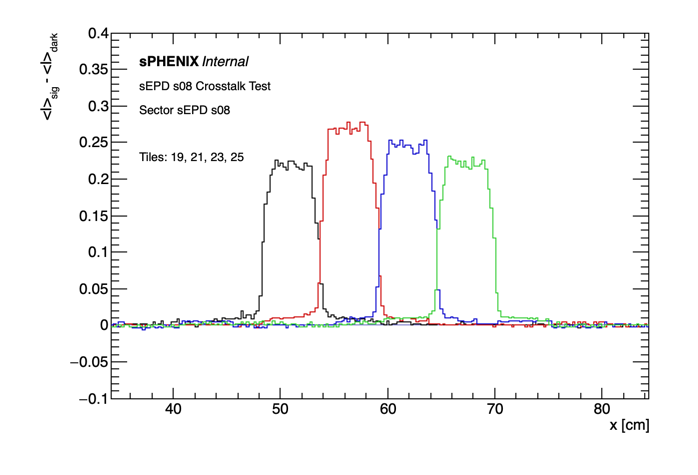 0.4
<I>sig - <I>dark
sPHENIX Internal
0.35
sEPD s08 Crosstalk Test
0.3
Sector sEPD s08
0.25
Tiles: 19, 21, 23, 25
0.2
0.15
0.1
0.05
0
−0.05
−0.1
40 50 60 70 80
x [cm]